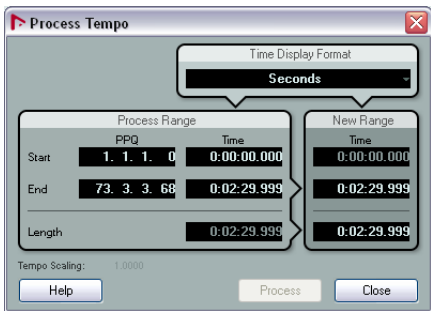 Process Tempo
Time Display Format
Seconds
Process Range
New Range
PPQ Time Time
Start 1. 1. 1. 0 0:00:00.000 0:00:00.000
End 73. 3. 3. 68 0:02:29.999 0:02:29.999
Length 0:02:29.999 0:02:29.999
Tempo Scaling: 1.0000
Help Process Close